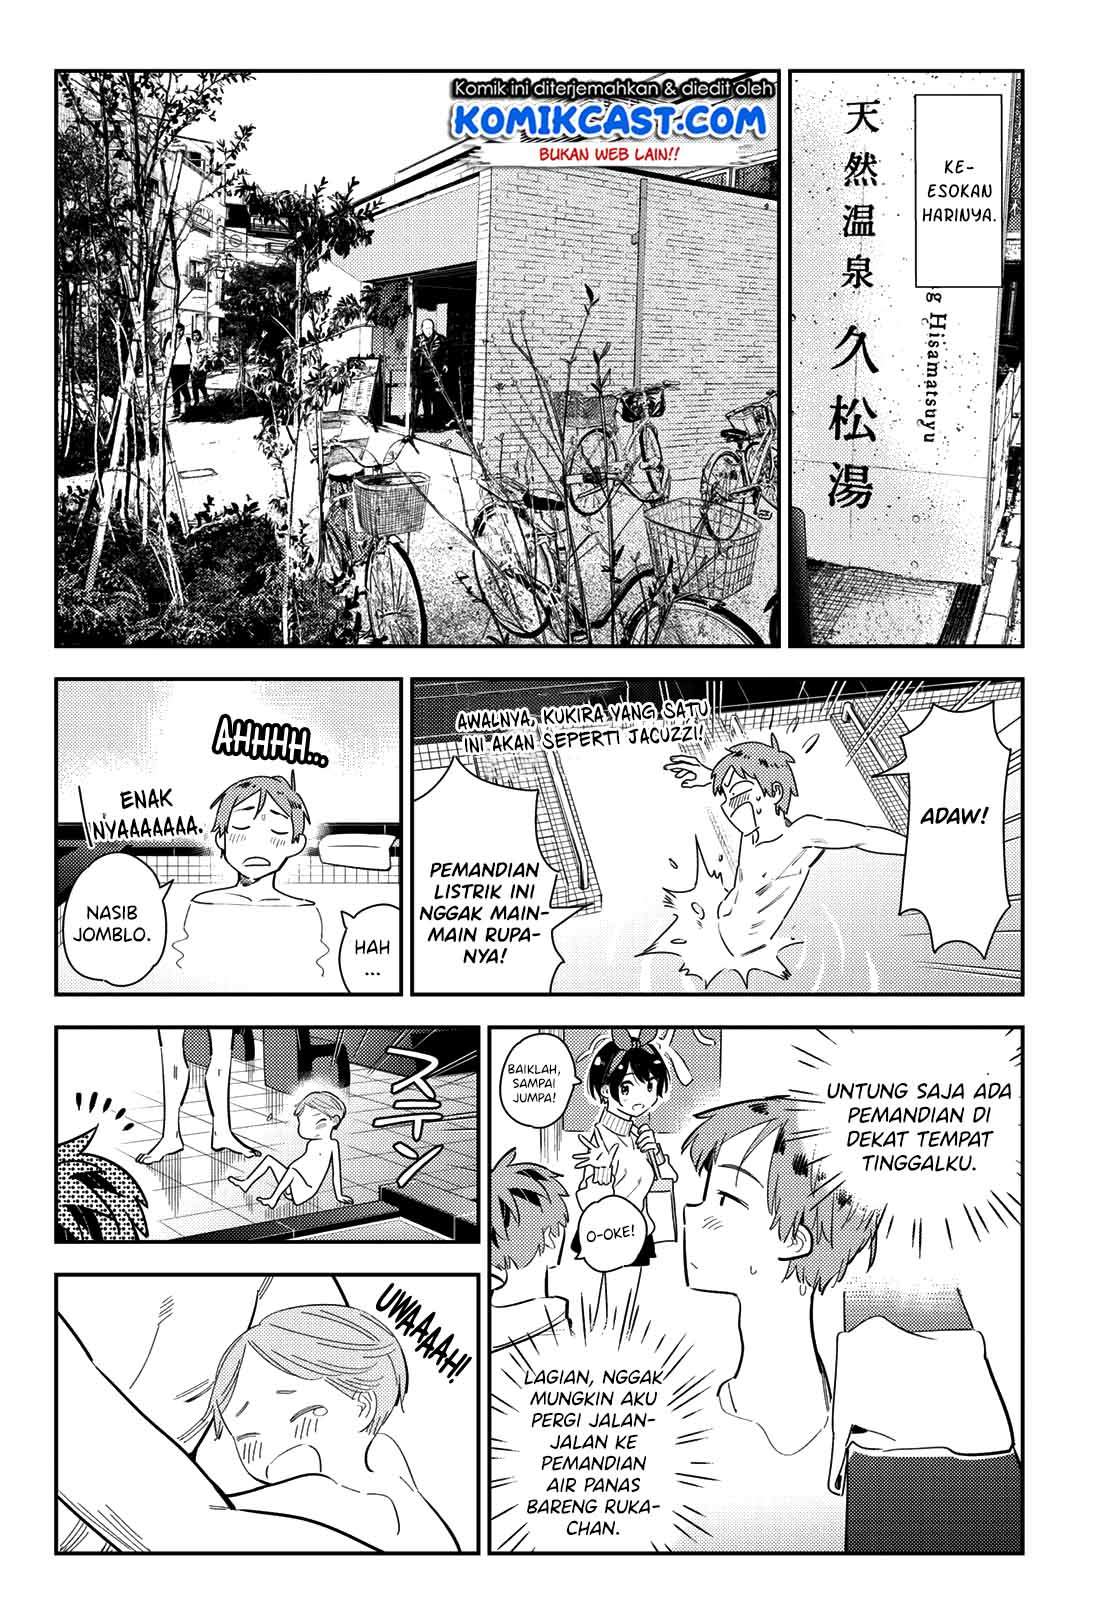 Komik ini diterjemahkan & diedit oleh
KOMIKCAST.COM
BUKAN WEB LAIN!!
KE-
ESOKAN
HARINYA.
天然温泉 久松湯
ng Hisamatsuyu
AWALNYA, KUKIRA YANG SATU
INI AKAN SEPERTI JACUZZI!
ADAW!
PEMANDIAN
LISTRIK INI
NGGAK MAIN-
MAIN RUPA-
NYA!
AHHHH...
ENAK
NYAAAAAAA.
HAH
...
NASIB
JOMBLO.
UNTUNG SAJA ADA
PEMANDIAN DI
DEKAT TEMPAT
TINGGALKU.
BAIKLAH,
SAMPAI
JUMPA!
O-OKE!
LAGIAN, NGGAK
MUNGKIN AKU
PERGI JALAN-
JALAN KE
PEMANDIAN
AIR PANAS
BARENG RUKA-
CHAN.
ステン
UWAAAAH!